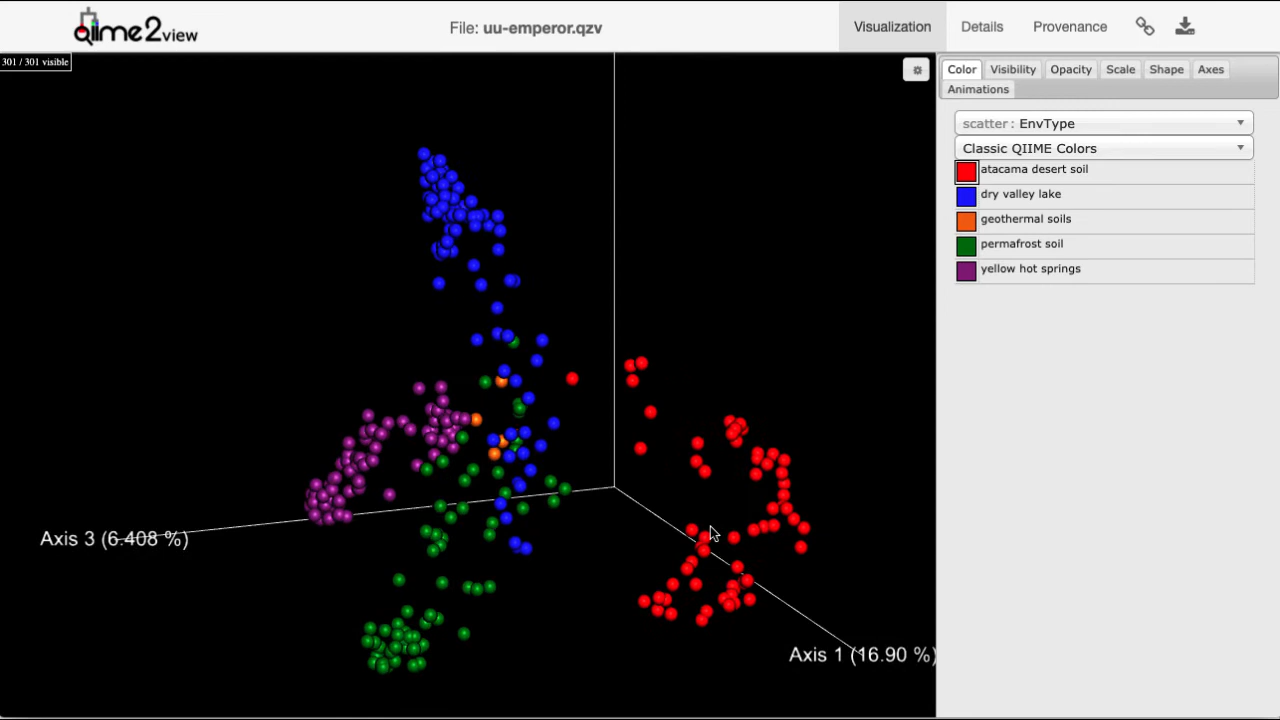 qiime2view
File: uu-emperor.qzv
Visualization
Details
Provenance
301 / 301 visible
Color
Visibility
Opacity
Scale
Shape
Axes
Animations
scatter: EnvType
Classic QIIME Colors
atacama desert soil
dry valley lake
geothermal soils
permafrost soil
yellow hot springs
Axis 3 (6.408 %)
Axis 1 (16.90 %)